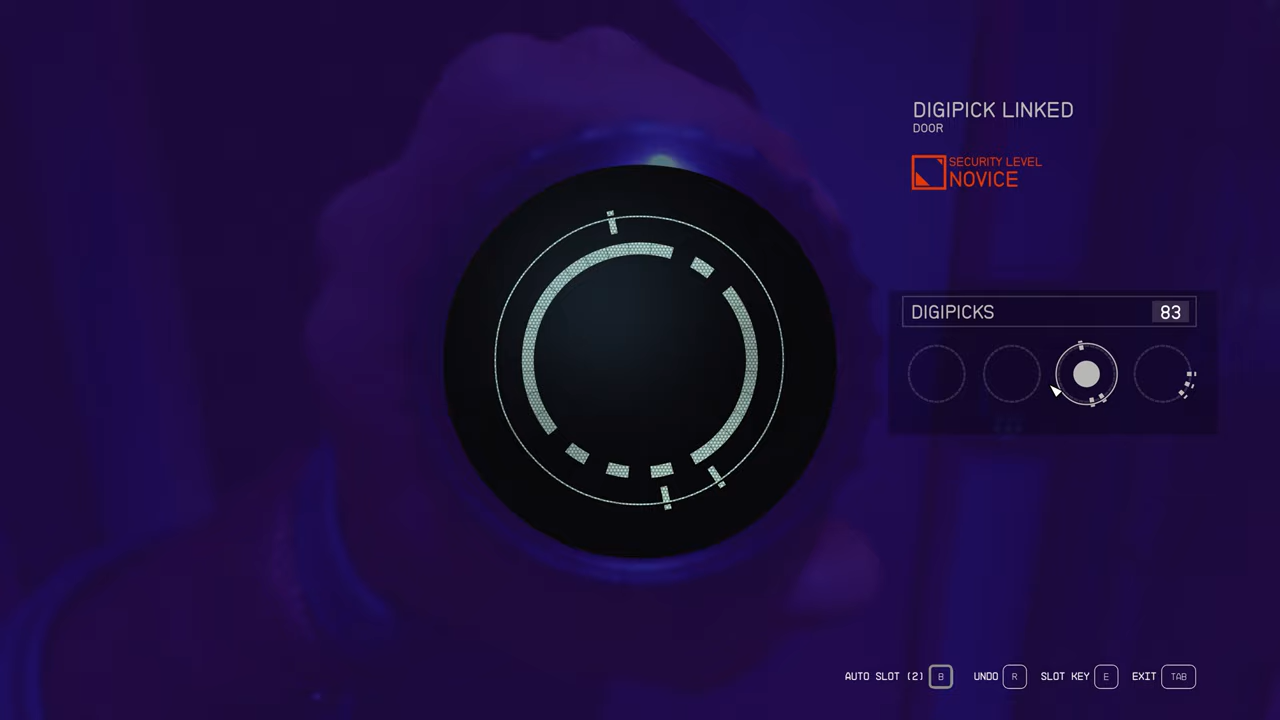 DIGIPICK LINKED
DOOR
SECURITY LEVEL
NOVICE
DIGIPICKS 83
AUTO SLOT (2) B UNDO R SLOT KEY E EXIT TAB